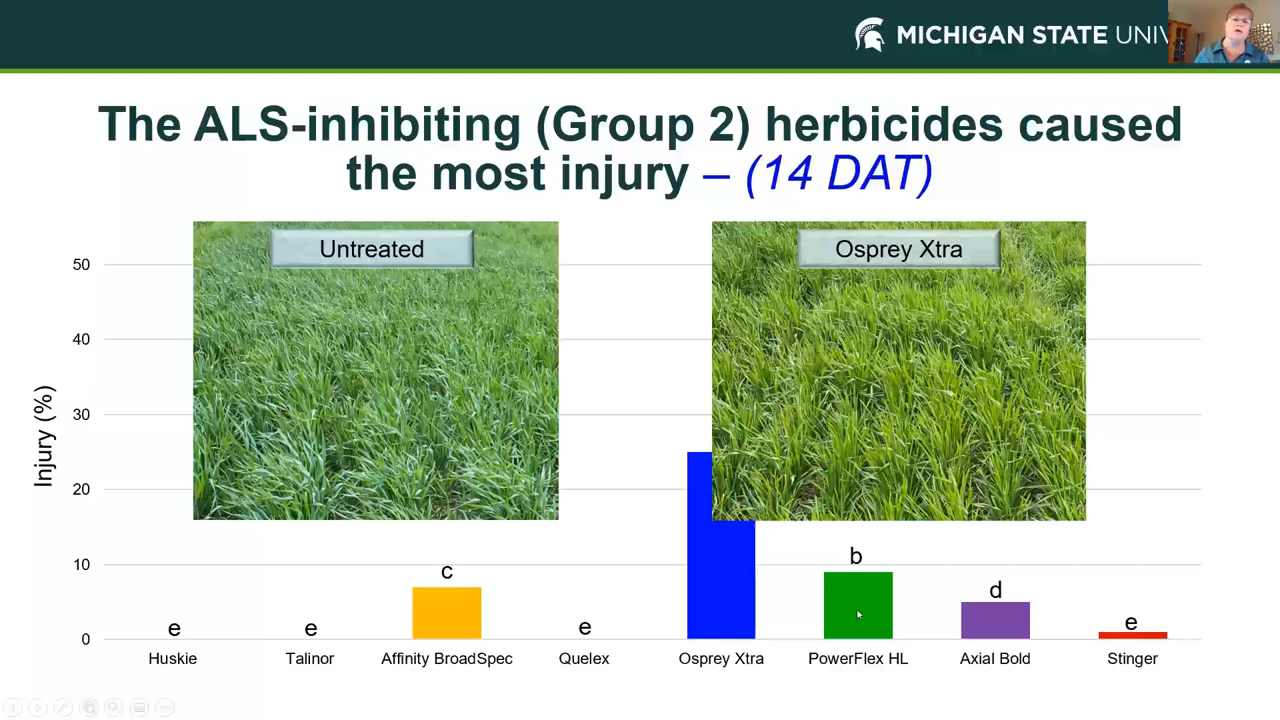 MICHIGAN STATE UNIV
The ALS-inhibiting (Group 2) herbicides caused
the most injury – (14 DAT)
Untreated
Osprey Xtra
Injury (%)
50
40
30
20
10
0
c
b
d
e
e
e
e
Huskie
Talinor
Affinity BroadSpec
Quelex
Osprey Xtra
PowerFlex HL
Axial Bold
Stinger